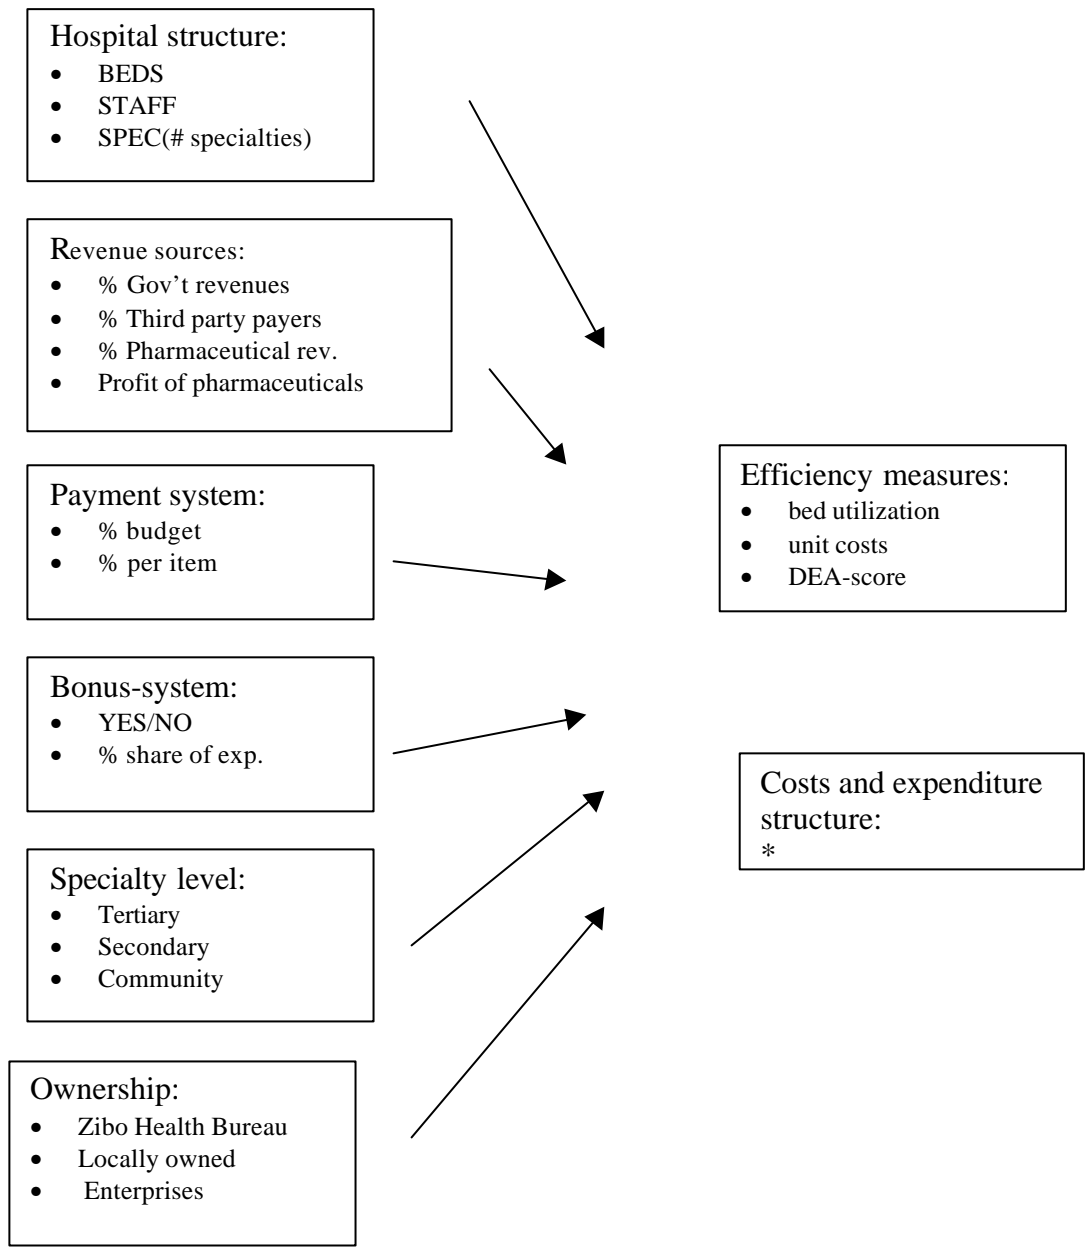 Hospital structure:
• BEDS
• STAFF
• SPEC(# specialties)
Revenue sources:
• % Gov’t revenues
• % Third party payers
• % Pharmaceutical rev.
• Profit of pharmaceuticals
Payment system:
• % budget
• % per item
Bonus-system:
• YES/NO
• % share of exp.
Specialty level:
• Tertiary
• Secondary
• Community
Ownership:
• Zibo Health Bureau
• Locally owned
• Enterprises
Efficiency measures:
• bed utilization
• unit costs
• DEA-score
Costs and expenditure
structure:
*